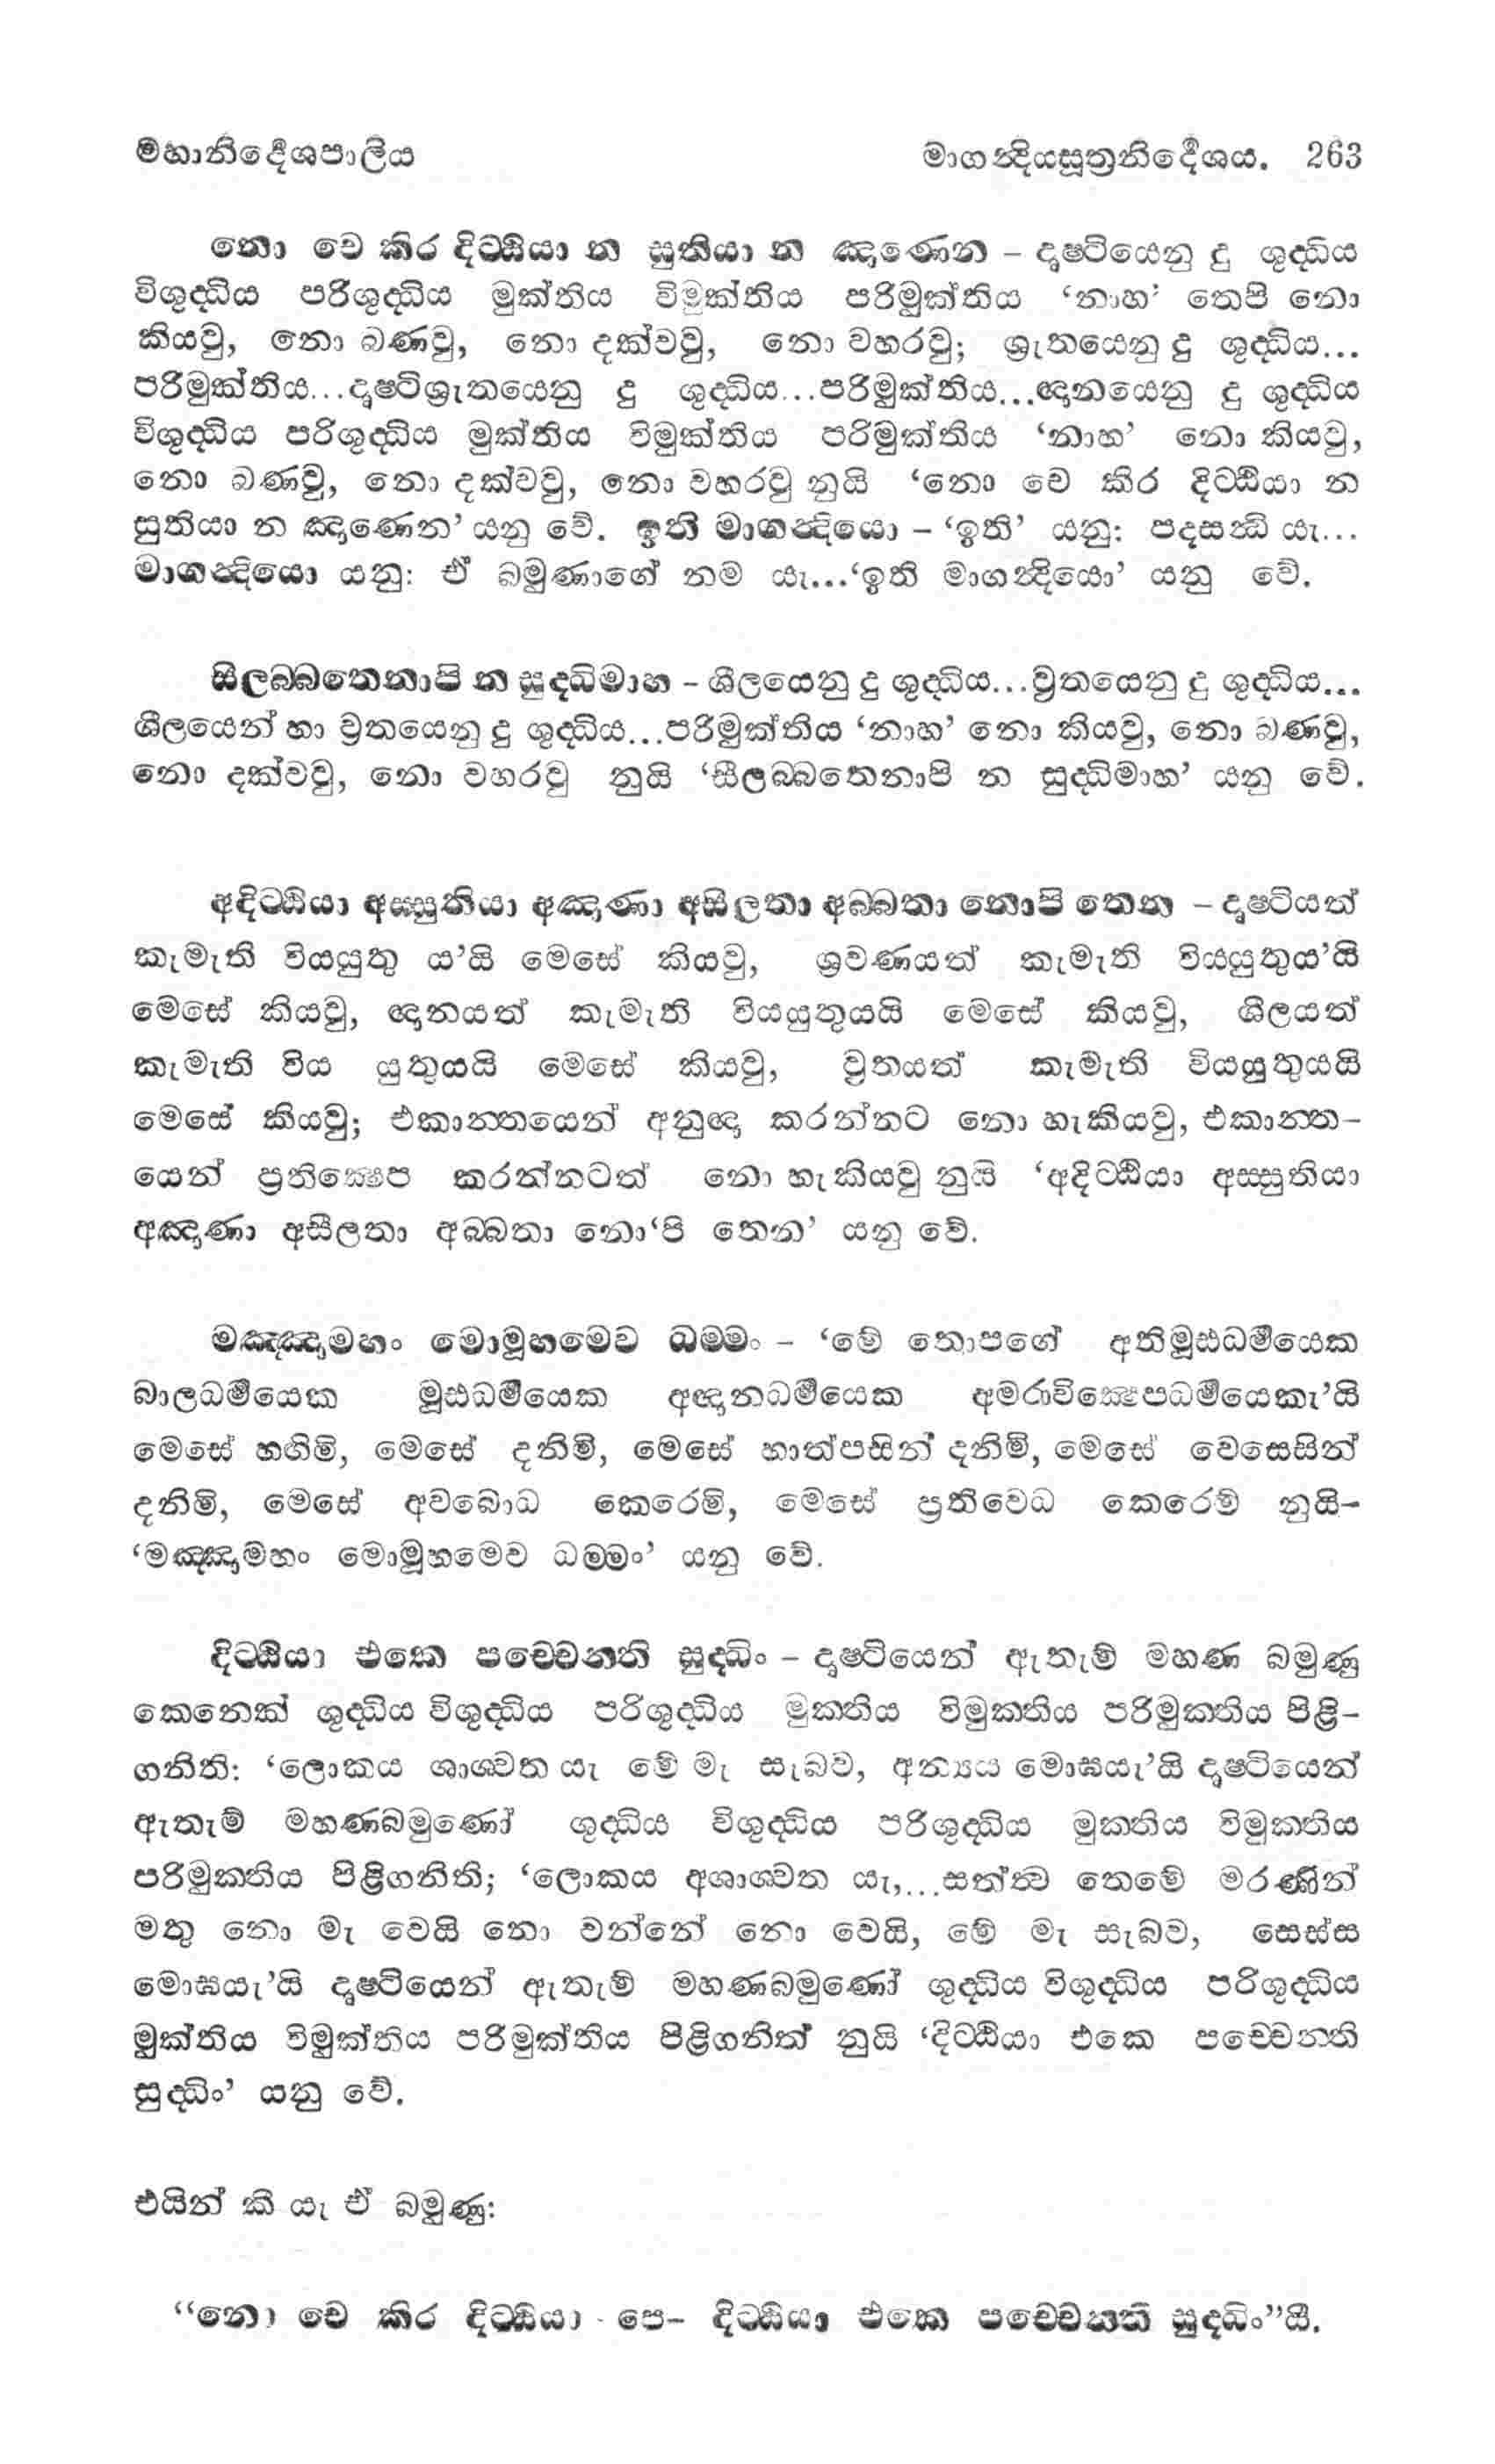 මහානිර්‍දේශපාලිය මාගන්‍දියසූත්‍රනිර්‍දේශය. 263
නො චෙ කිර දිට්ඨියා න සුතියා න ඤාණෙන – දෘෂ්ටියෙනු දු ශුද්ධිය
විශුද්ධිය පරිශුද්ධිය මුක්තිය විමුක්තිය පරිමුක්තිය ‘නාහ’ තෙපි නො
කියවු, නො බණවු, නො දක්වවු, නො වහරවු; ශ්‍රුතයෙනු දු ශුද්ධිය...
පරිමුක්තිය...දෘෂ්ටිශ්‍රුතයෙනු දු ශුද්ධිය...පරිමුක්තිය...ඥානයෙනු දු ශුද්ධිය
විශුද්ධිය පරිශුද්ධිය මුක්තිය විමුක්තිය පරිමුක්තිය ‘නාහ’ නො කියවු,
නො බණවු, නො දක්වවු, නො වහරවු නුයි ‘නො චෙ කිර දිට්ඨියා න
සුතියා න ඤාණෙන’ යනු වේ. ඉති මාගන්‍දියො – ‘ඉති’ යනු: පදසන්‍ධි යැ...
මාගන්‍දියො යනු: ඒ බමුණාගේ නම යැ...‘ඉති මාගන්‍දියො’ යනු වේ.
සීලබ්බතෙනාපි න සුද්ධිමාහ – ශීලයෙනු දු ශුද්ධිය...ව්‍රතයෙනු දු ශුද්ධිය...
ශීලයෙන් හා ව්‍රතයෙනු දු ශුද්ධිය...පරිමුක්තිය ‘නාහ’ නො කියවු, නො බණවු,
නො දක්වවු, නො වහරවු නුයි ‘සීලබ්බතෙනාපි න සුද්ධිමාහ’ යනු වේ.
අදිට්ඨියා අස්සුතියා අඤාණා අසීලතා අබ්බතා නොපි තෙන – දෘෂ්ටියත්
කැමැති වියයුතු ය’යි මෙසේ කියවු, ශ්‍රවණයත් කැමැති වියයුතුය’යි
මෙසේ කියවු, ඥානයත් කැමැති වියයුතුයයි මෙසේ කියවු, ශීලයත්
කැමැති විය යුතුයයි මෙසේ කියවු, ව්‍රතයත් කැමැති වියයුතුයයි
මෙසේ කියවු; එකාන්තයෙන් අනුඥා කරන්නට නො හැකියවු, එකාන්ත-
යෙන් ප්‍රතික්‍ෂෙප කරන්නටත් නො හැකියවු නුයි ‘අදිට්ඨියා අස්සුතියා
අඤාණා අසීලතා අබ්බතා නො‘පි තෙන’ යනු වේ.
මඤ්ඤාමහං මොමූහමෙව ධම්මං – ‘මේ තොපගේ අතිමූඪධර්‍මයෙක
බාලධර්‍මයෙක මූඪධර්‍මයෙක අඥානධර්‍මයෙක අමරාවික්‍ෂෙපධර්‍මයෙකැ’යි
මෙසේ හඟිමි, මෙසේ දනිමි, මෙසේ හාත්පසින් දනිමි, මෙසේ වෙසෙසින්
දනිමි, මෙසේ අවබොධ කෙරෙමි, මෙසේ ප්‍රතිවෙධ කෙරෙම් නුයි-
‘මඤ්ඤාමහං මොමූහමෙව ධම්මං’ යනු වේ.
දිට්ඨියා එකෙ පච්චෙන්ති සුද්ධිං – දෘෂ්ටියෙන් ඇතැම් මහණ බමුණු
කෙනෙක් ශුද්ධිය විශුද්ධිය පරිශුද්ධිය මුක්තිය විමුක්තිය පරිමුක්තිය පිළි-
ගනිති: ‘ලොකය ශාශ්වත යැ මේ මැ සැබව, අන්‍යය මොඝයැ’යි දෘෂ්ටියෙන්
ඇතැම් මහණබමුණෝ ශුද්ධිය විශුද්ධිය පරිශුද්ධිය මුක්තිය විමුක්තිය
පරිමුක්තිය පිළිගනිති; ‘ලොකය අශාශ්වත යැ,...සත්ත්‍ව තෙමේ මරණින්
මතු නො මැ වෙයි නො වන්නේ නො වෙයි, මේ මැ සැබව, සෙස්ස
මොඝයැ’යි දෘෂ්ටියෙන් ඇතැම් මහණබමුණෝ ශුද්ධිය විශුද්ධිය පරිශුද්ධිය
මුක්තිය විමුක්තිය පරිමුක්තිය පිළිගනිත් නුයි ‘දිට්ඨියා එකෙ පච්චෙන්ති
සුද්ධිං’ යනු වේ.
එයින් කී යැ ඒ බමුණු:
“නො චෙ කිර දිට්ඨියා - පෙ– දිට්ඨියා එකෙ පච්චෙන්ති සුද්ධිං”යි.